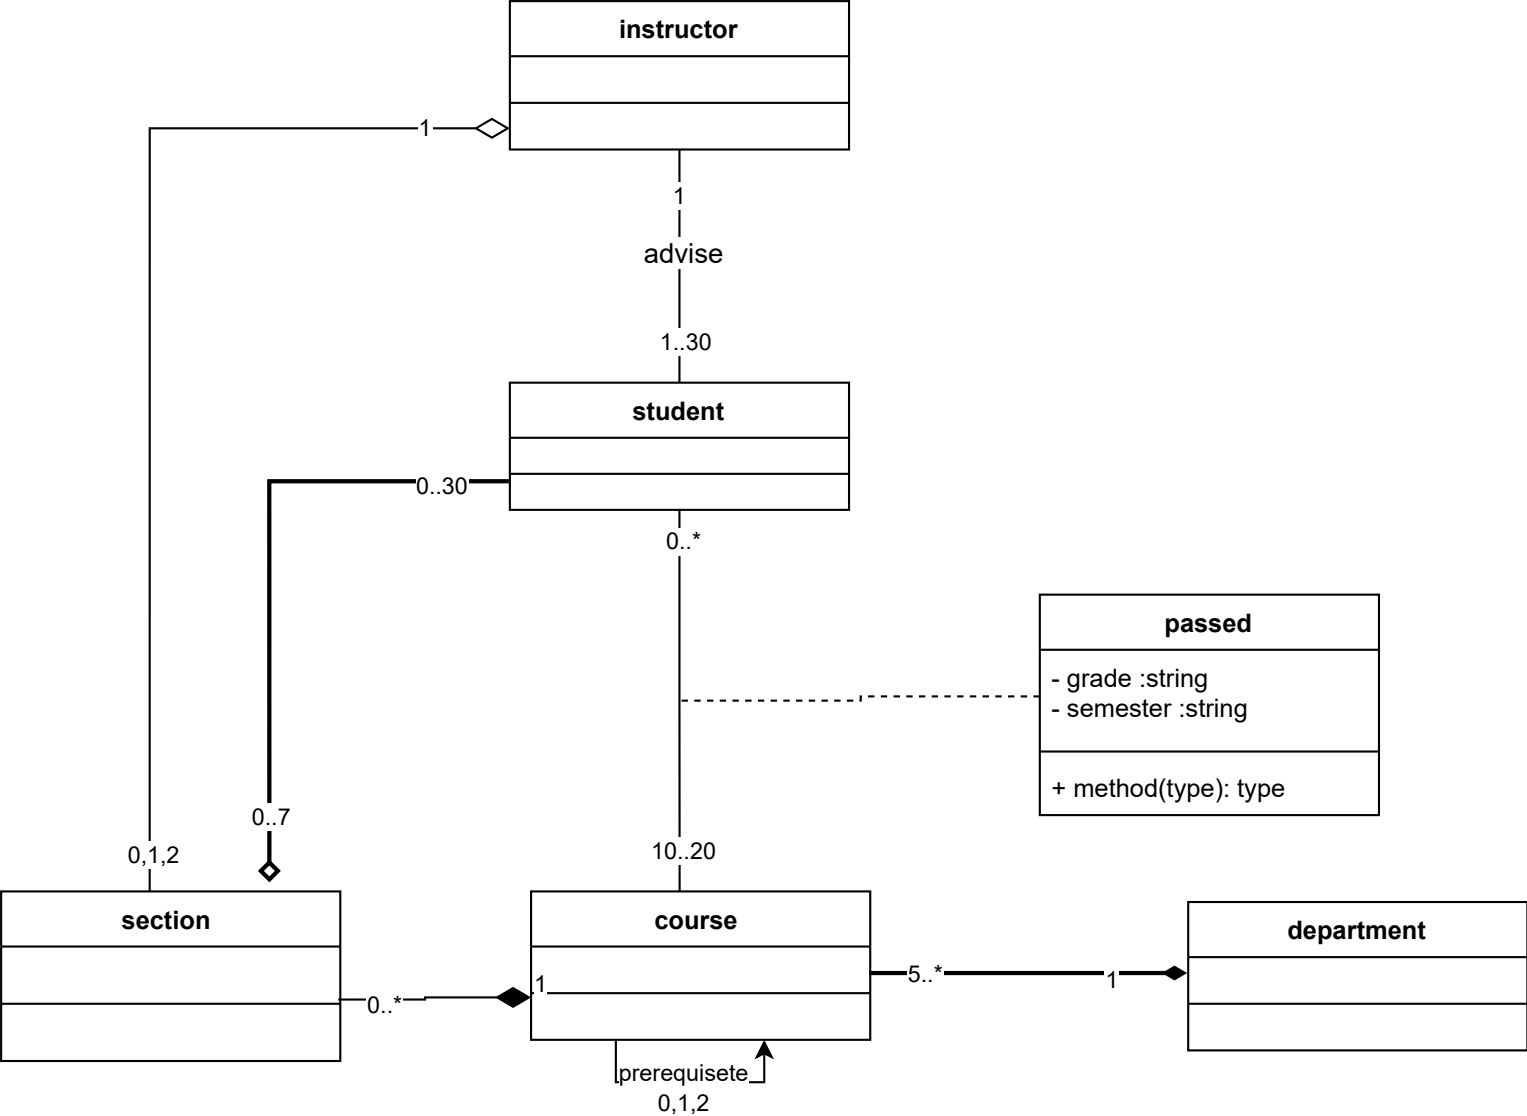 instructor
1
1
advise
1..30
student
0..30
0..*
passed
- grade :string
- semester :string
+ method(type): type
0..7
0,1,2
10..20
section
course
department
5..*
1
1
0..*
prerequisete
0,1,2